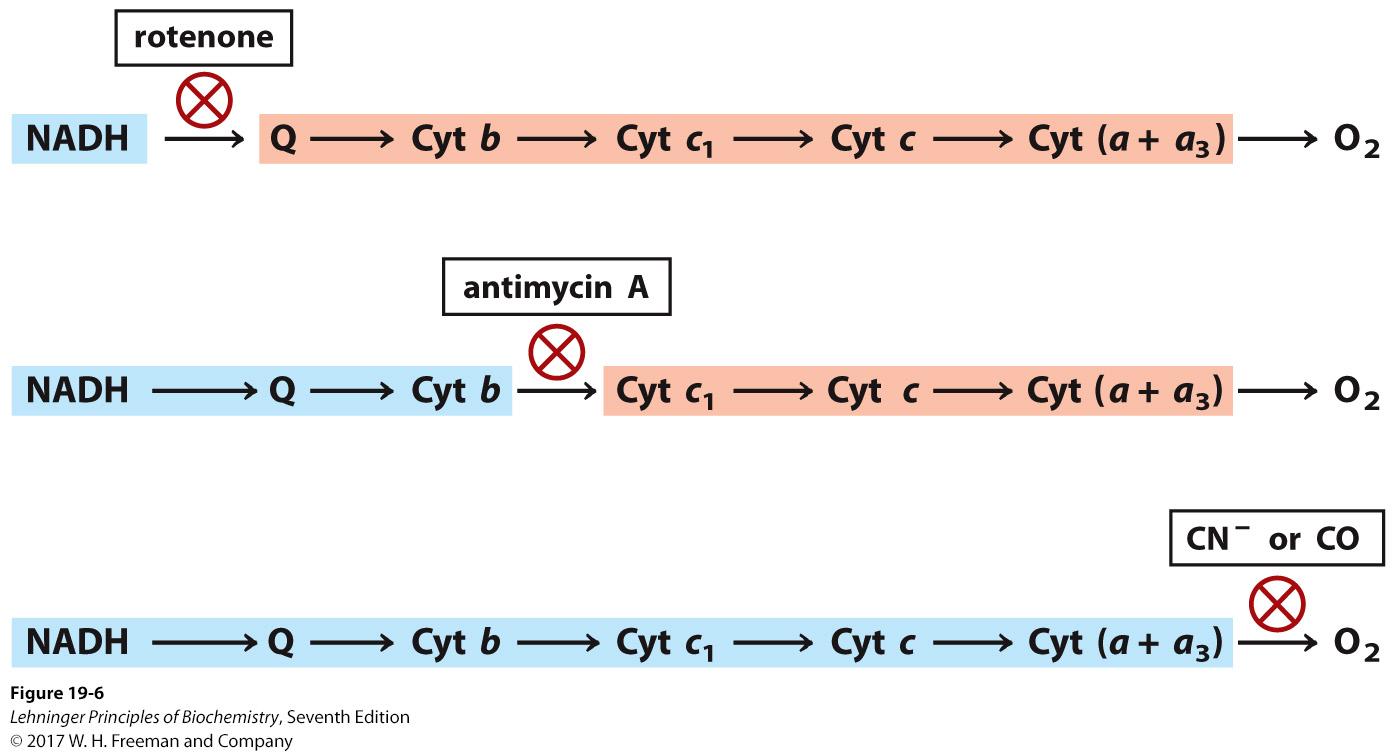 rotenone
NADH → Q → Cyt b → Cyt c₁ → Cyt c → Cyt (a + a₃) → O₂
antimycin A
NADH → Q → Cyt b → Cyt c₁ → Cyt c → Cyt (a + a₃) → O₂
CN⁻ or CO
NADH → Q → Cyt b → Cyt c₁ → Cyt c → Cyt (a + a₃) → O₂
Figure 19-6
Lehninger Principles of Biochemistry, Seventh Edition
© 2017 W. H. Freeman and Company